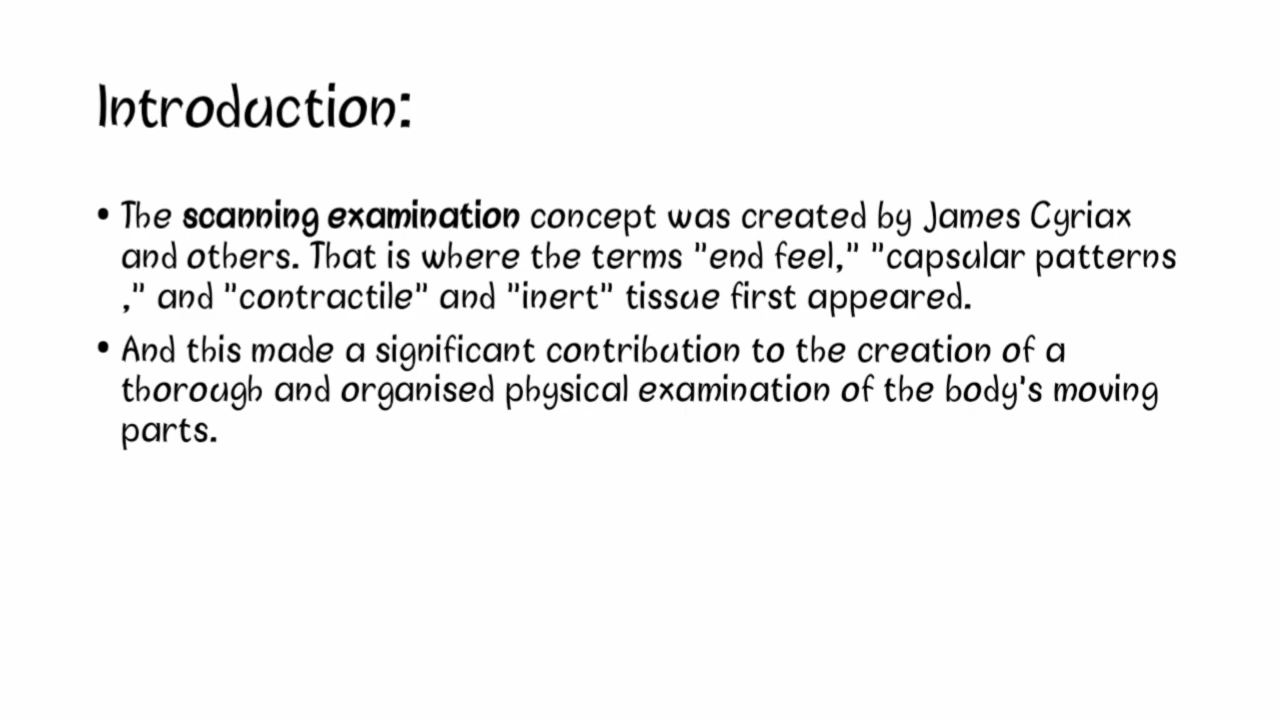 Introduction:
• The scanning examination concept was created by James Cyriax
and others. That is where the terms "end feel," "capsular patterns
," and "contractile" and "inert" tissue first appeared.
• And this made a significant contribution to the creation of a
thorough and organised physical examination of the body's moving
parts.